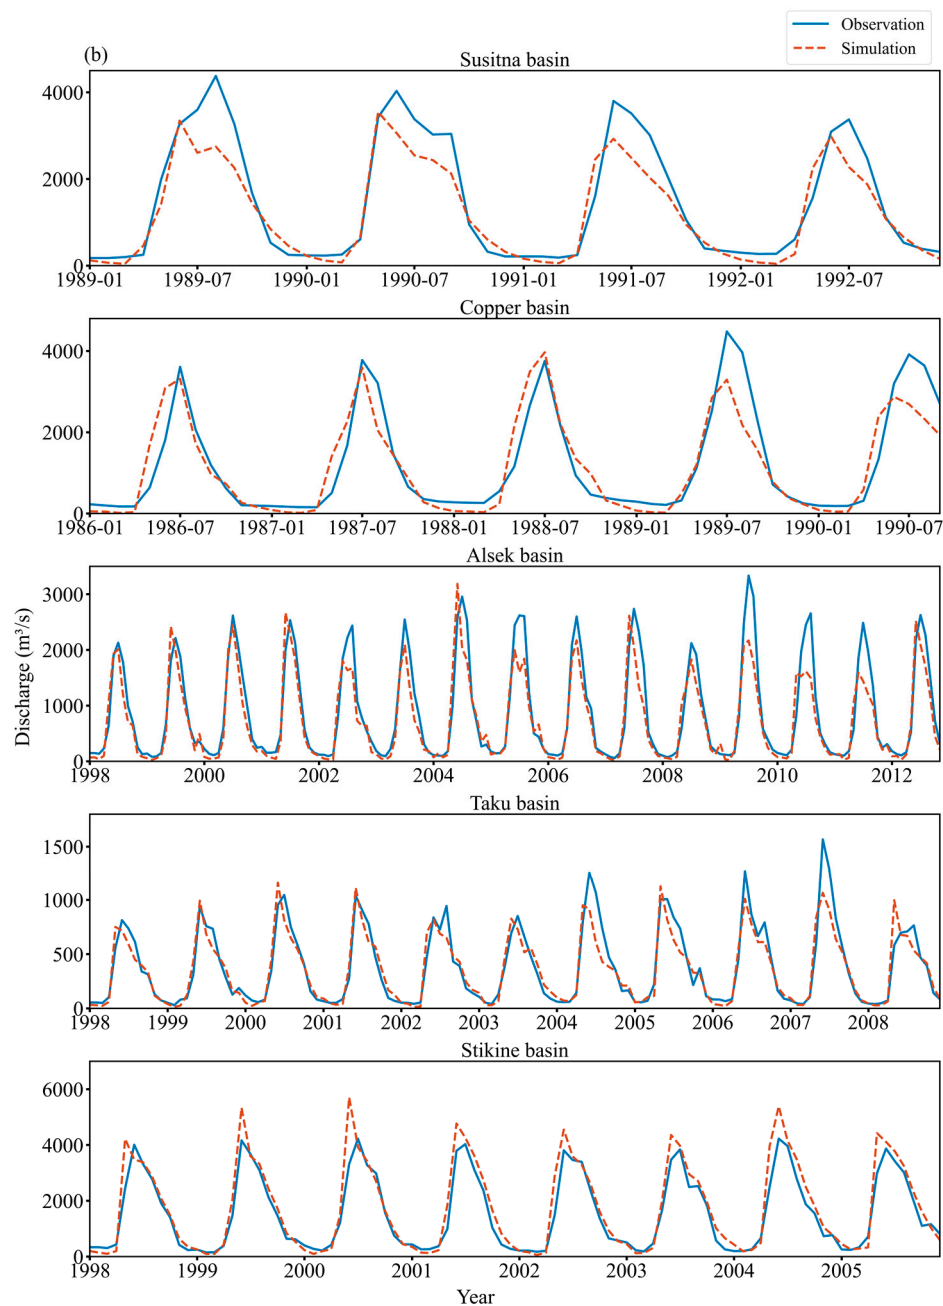 Observation
Simulation
(b)
Susitna basin
4000
2000
0
1989-01 1989-07 1990-01 1990-07 1991-01 1991-07 1992-01 1992-07
Copper basin
4000
2000
0
1986-01 1986-07 1987-01 1987-07 1988-01 1988-07 1989-01 1989-07 1990-01 1990-07
Alsek basin
3000
2000
1000
0
1998 2000 2002 2004 2006 2008 2010 2012
Discharge (m³/s)
Taku basin
1500
1000
500
0
1998 1999 2000 2001 2002 2003 2004 2005 2006 2007 2008
Stikine basin
6000
4000
2000
0
1998 1999 2000 2001 2002 2003 2004 2005
Year